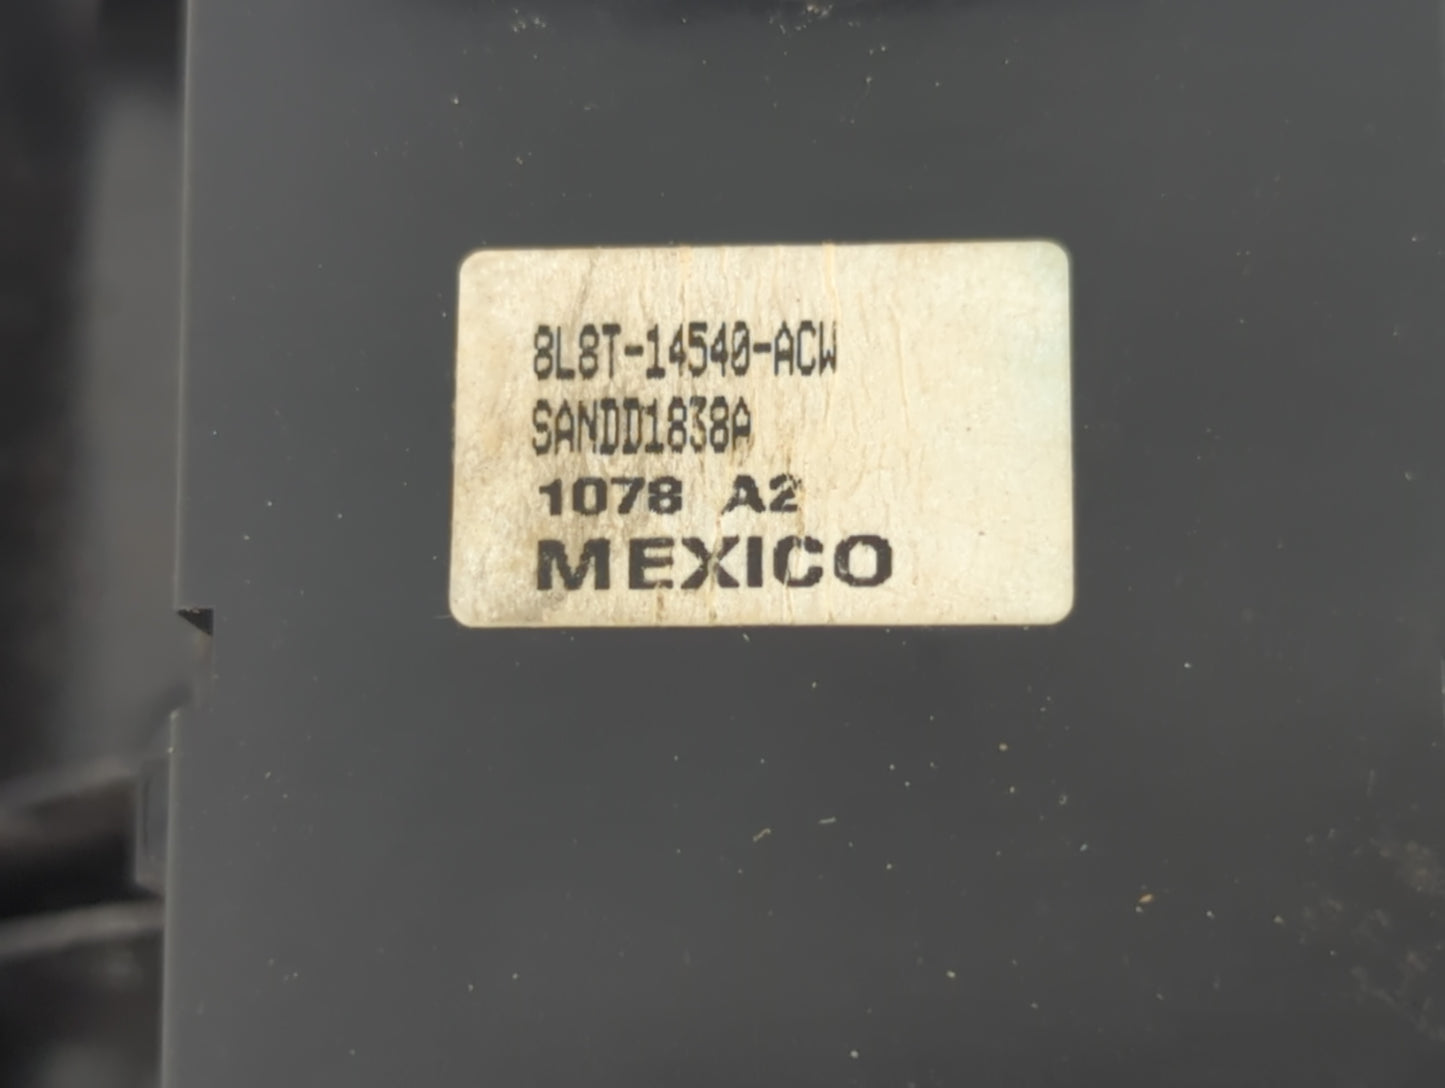 8L8T-14540-ACW
SANDD1838A
1078 A2
MEXICO